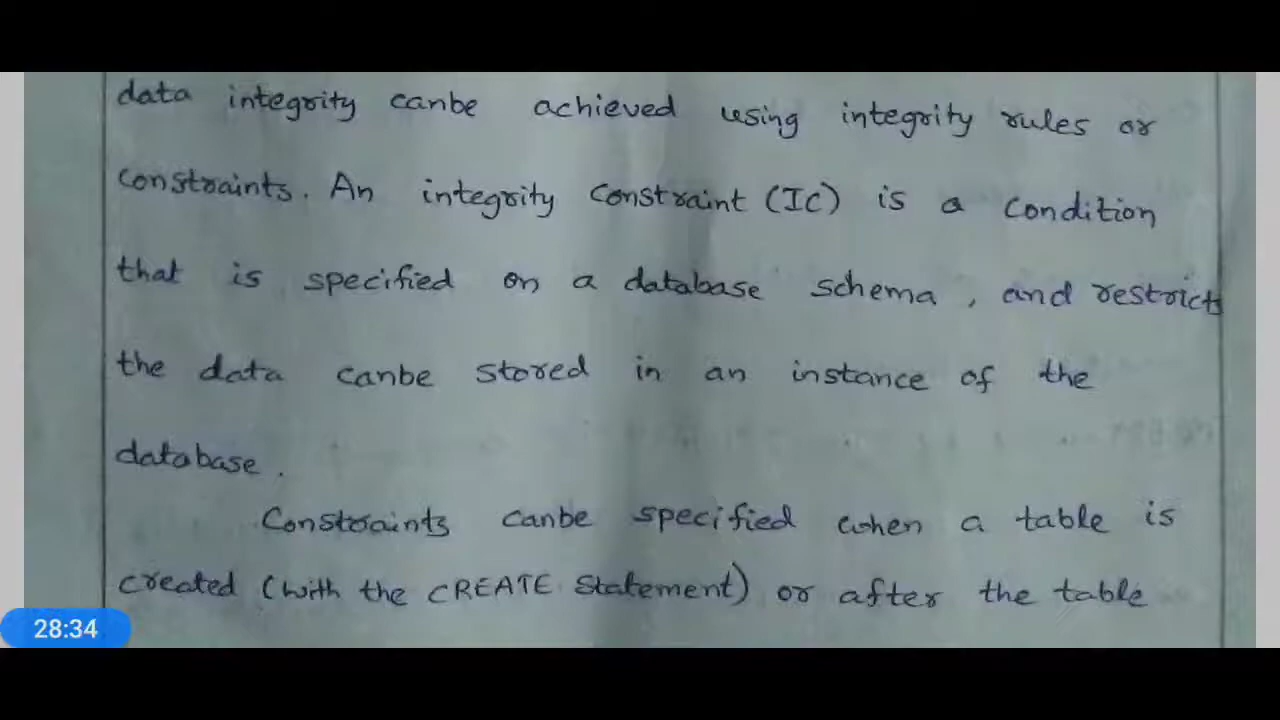 data integrity canbe achieved using integrity rules or
constraints. An integrity constraint (IC) is a condition
that is specified on a database schema, and restricts
the data canbe stored in an instance of the
database.
Constraints canbe specified when a table is
created (with the CREATE Statement) or after the table
28:34